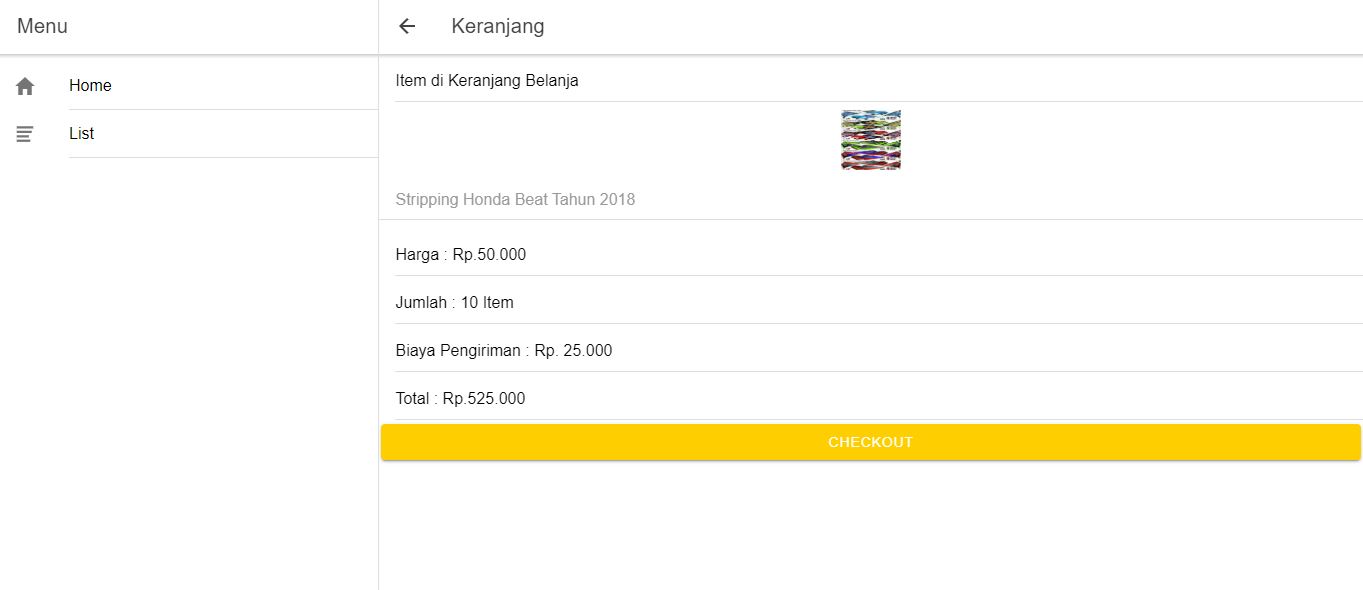 Menu
Keranjang
Home
List
Item di Keranjang Belanja
Stripping Honda Beat Tahun 2018
Harga : Rp.50.000
Jumlah : 10 Item
Biaya Pengiriman : Rp. 25.000
Total : Rp.525.000
CHECKOUT